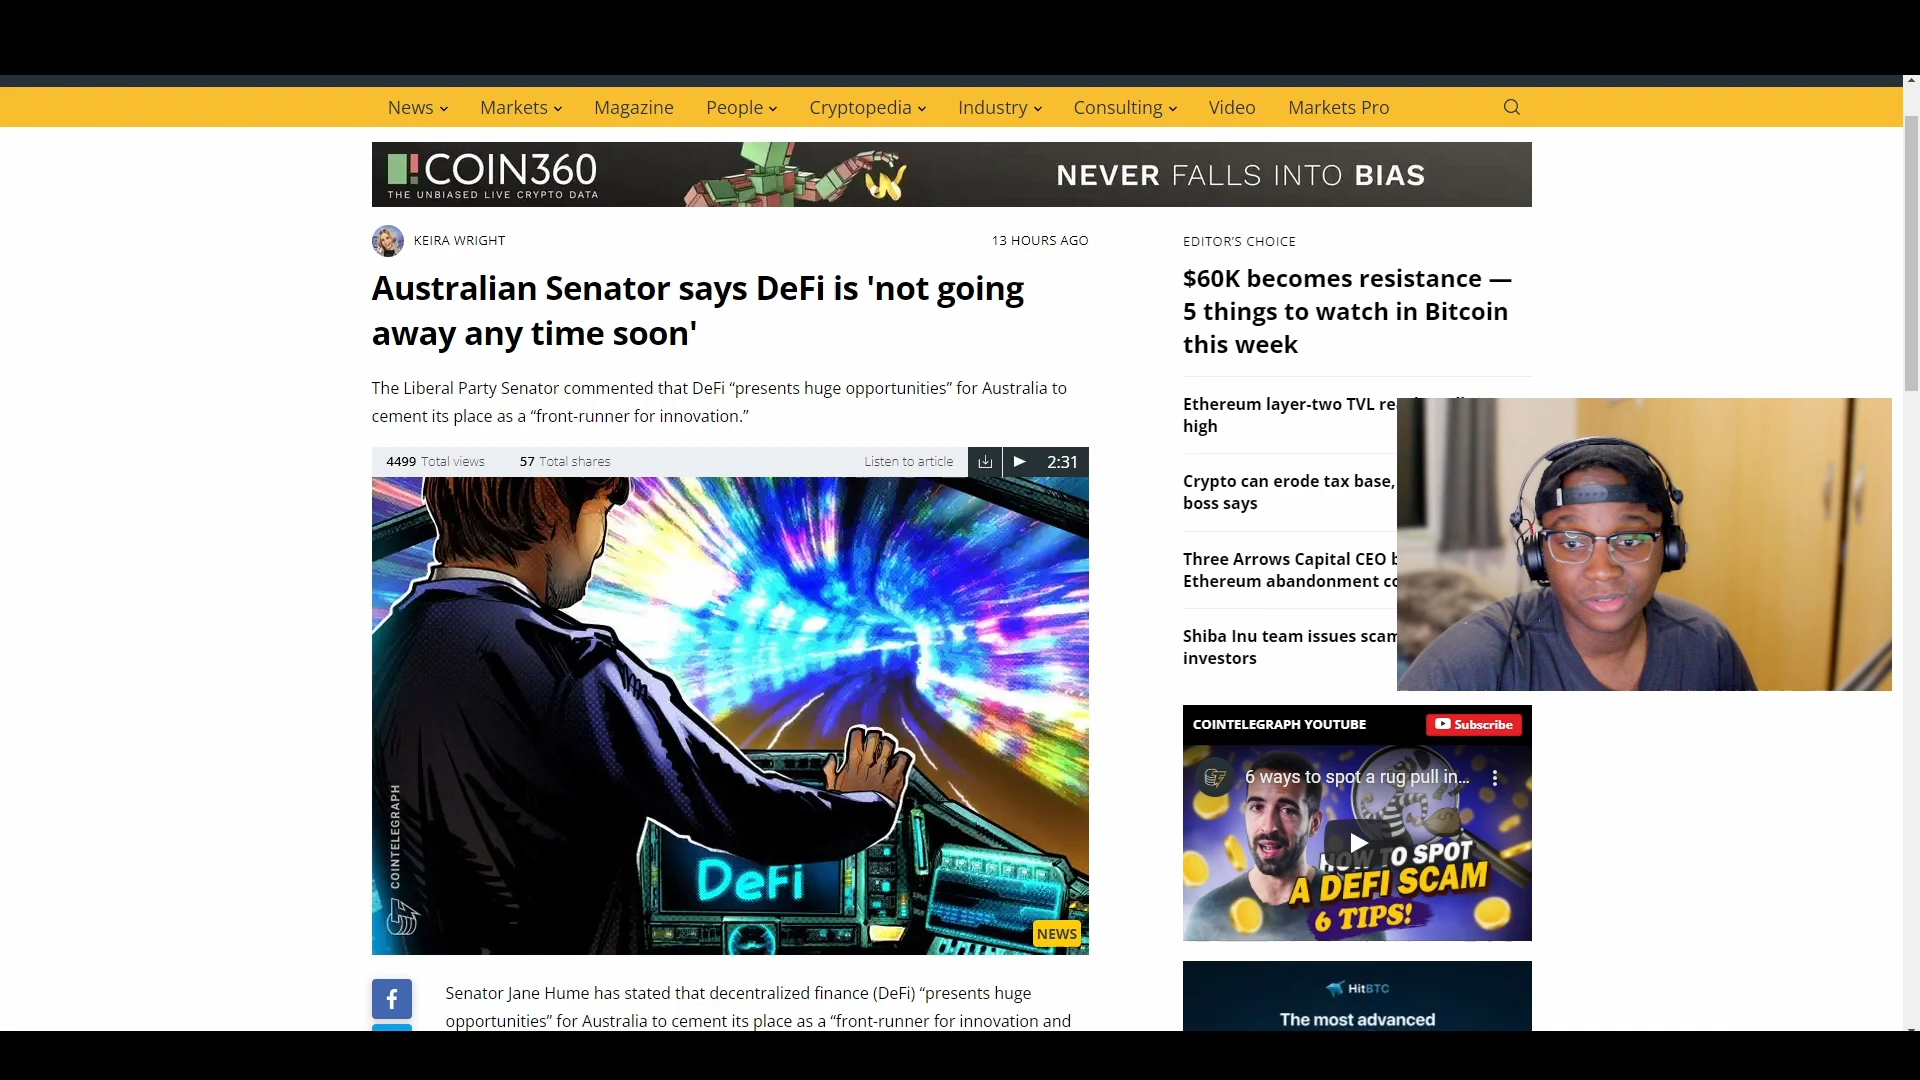 News Markets Magazine People Cryptopedia Industry Consulting Video Markets Pro
COIN360
THE UNBIASED LIVE CRYPTO DATA
NEVER FALLS INTO BIAS
KEIRA WRIGHT
13 HOURS AGO
Australian Senator says DeFi is 'not going
away any time soon'
The Liberal Party Senator commented that DeFi “presents huge opportunities” for Australia to
cement its place as a “front-runner for innovation.”
4499 Total views 57 Total shares Listen to article 2:31
COINTELEGRAPH
DeFi
NEWS
Senator Jane Hume has stated that decentralized finance (DeFi) “presents huge
opportunities” for Australia to cement its place as a “front-runner for innovation and
EDITOR'S CHOICE
$60K becomes resistance —
5 things to watch in Bitcoin
this week
Ethereum layer-two TVL
high
Crypto can erode tax base,
boss says
Three Arrows Capital CEO
Ethereum abandonment
Shiba Inu team issues scam
investors
COINTELEGRAPH YOUTUBE Subscribe
6 ways to spot a rug pull in...
HOW TO SPOT
A DEFI SCAM
6 TIPS!
HitBTC
The most advanced